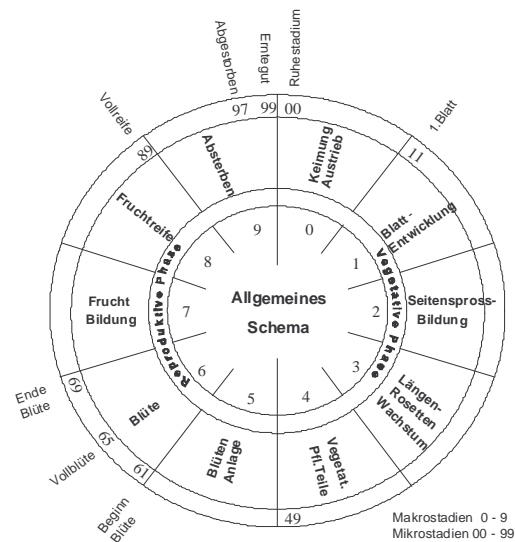 Abgestorben
Erntegut
Ruhestadium
1.Blatt
Vollreife
97
99
00
11
89
Absterben
Keimung
Austrieb
Blatt-
Entwicklung
Seitenspross-
Bildung
Längen-
Rosetten
Wachstum
Vegetat.
Pfl.Teile
Blüten
Anlage
Blüte
Frucht
Bildung
Fruchtreife
Vegetative Phase
Reproduktive Phase
0
1
2
3
4
5
6
7
8
9
Allgemeines
Schema
49
61
65
69
Beginn
Blüte
Vollblüte
Ende
Blüte
Makrostadien 0 - 9
Mikrostadien 00 - 99